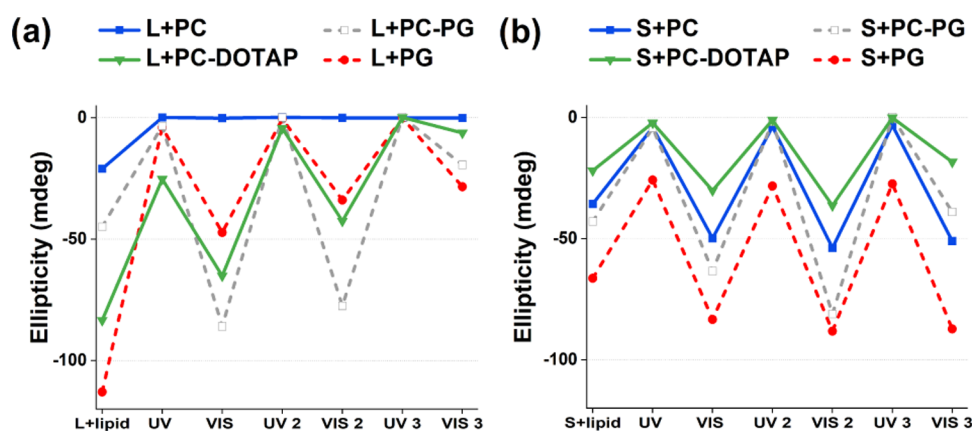 (a)
L+PC L+PC-PG
L+PC-DOTAP L+PG
Ellipticity (mdeg)
0
-50
-100
L+lipid UV VIS UV 2 VIS 2 UV 3 VIS 3
(b)
S+PC S+PC-PG
S+PC-DOTAP S+PG
Ellipticity (mdeg)
0
-50
-100
S+lipid UV VIS UV 2 VIS 2 UV 3 VIS 3